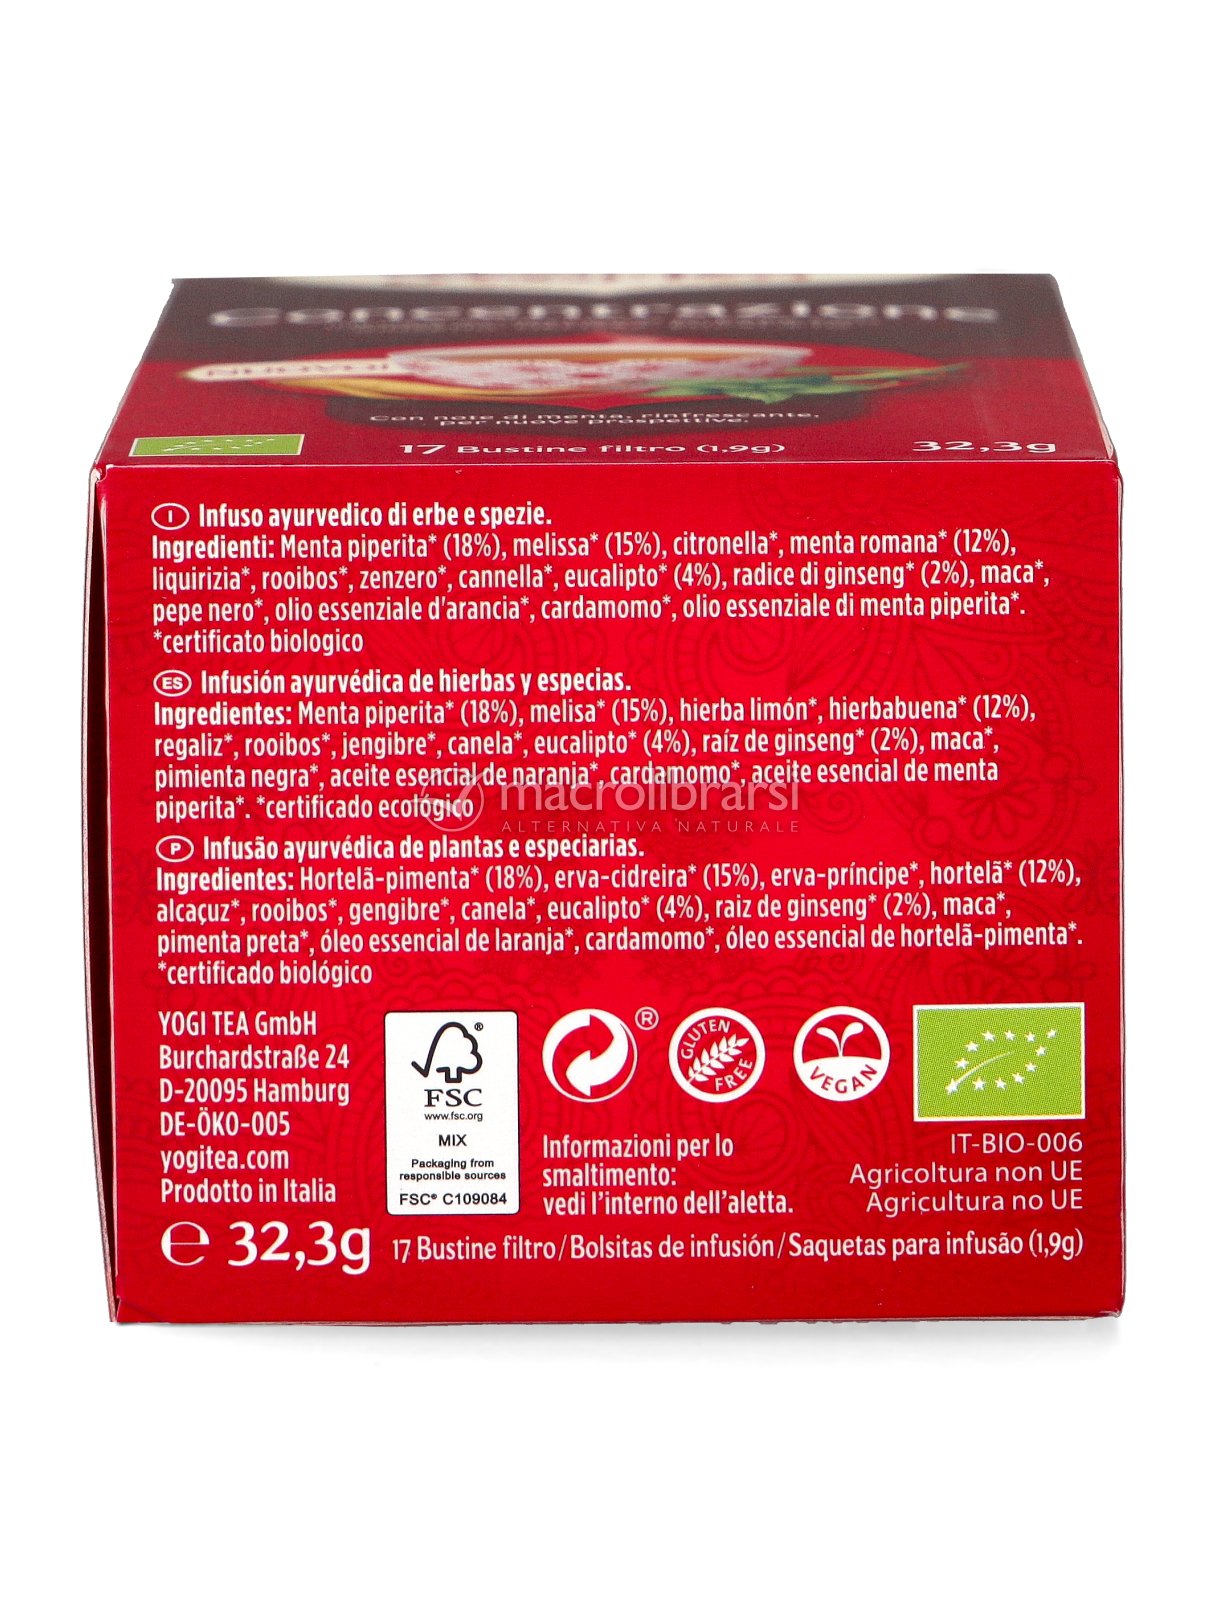 Concentrazione
Con note di menta, rinfrescante,
per nuove prospettive.
17 Bustine filtro (1,9g)
32,3g
I Infuso ayurvedico di erbe e spezie.
Ingredienti: Menta piperita* (18%), melissa* (15%), citronella*, menta romana* (12%),
liquirizia*, rooibos*, zenzero*, cannella*, eucalipto* (4%), radice di ginseng* (2%), maca*,
pepe nero*, olio essenziale d'arancia*, cardamomo*, olio essenziale di menta piperita*.
*certificato biologico
ES Infusión ayurvédica de hierbas y especias.
Ingredientes: Menta piperita* (18%), melisa* (15%), hierba limón*, hierbabuena* (12%),
regaliz*, rooibos*, jengibre*, canela*, eucalipto* (4%), raíz de ginseng* (2%), maca*,
pimienta negra*, aceite esencial de naranja*, cardamomo*, aceite esencial de menta
piperita*. *certificado ecológico
macrolibrarsi
ALTERNATIVA NATURALE
P Infusão ayurvédica de plantas e especiarias.
Ingredientes: Hortelã-pimenta* (18%), erva-cidreira* (15%), erva-príncipe*, hortelã* (12%),
alcaçuz*, rooibos*, gengibre*, canela*, eucalipto* (4%), raiz de ginseng* (2%), maca*,
pimenta preta*, óleo essencial de laranja*, cardamomo*, óleo essencial de hortelã-pimenta*.
*certificado biológico
YOGI TEA GmbH
Burchardstraße 24
D-20095 Hamburg
DE-ÖKO-005
yogitea.com
Prodotto in Italia
℮ 32,3g
®
FSC
www.fsc.org
MIX
Packaging from
responsible sources
FSC® C109084
®
GLUTEN
FREE
VEGAN
Informazioni per lo
smaltimento:
vedi l'interno dell'aletta.
IT-BIO-006
Agricoltura non UE
Agricultura no UE
17 Bustine filtro/Bolsitas de infusión/Saquetas para infusão (1,9g)